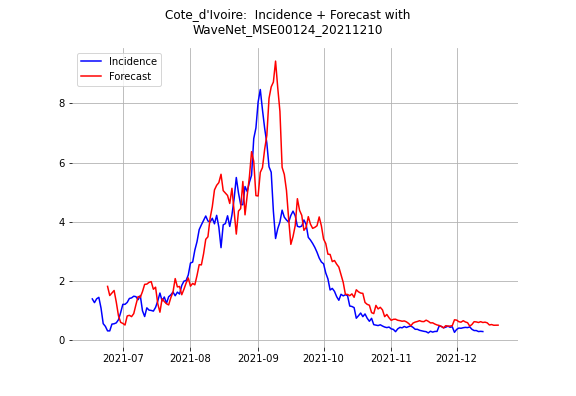 Cote_d'Ivoire:  Incidence + Forecast with
WaveNet_MSE00124_20211210
Incidence
Forecast
8
6
4
2
0
2021-07
2021-08
2021-09
2021-10
2021-11
2021-12